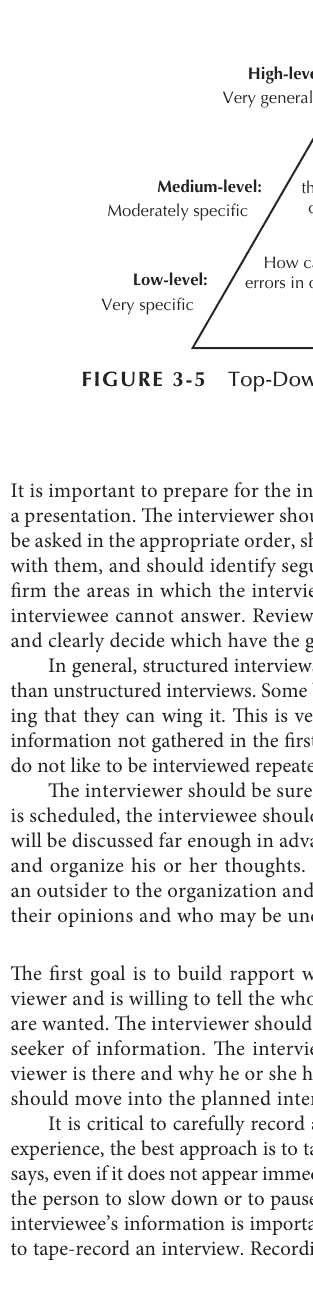 High-leve
Very general
Medium-level:
Moderately specific
th
Low-level:
Very specific
How ca
errors in
FIGURE 3-5 Top-Dow
It is important to prepare for the in
a presentation. The interviewer shou
be asked in the appropriate order, sh
with them, and should identify segu
firm the areas in which the intervie
interviewee cannot answer. Review
and clearly decide which have the g
In general, structured interviews
than unstructured interviews. Some
ing that they can wing it. This is ve
information not gathered in the first
do not like to be interviewed repeate
The interviewer should be sure
is scheduled, the interviewee shoul
will be discussed far enough in adva
and organize his or her thoughts.
an outsider to the organization and
their opinions and who may be un
The first goal is to build rapport w
viewer and is willing to tell the who
are wanted. The interviewer should
seeker of information. The intervie
viewer is there and why he or she h
should move into the planned inter
It is critical to carefully record
experience, the best approach is to ta
says, even if it does not appear imme
the person to slow down or to pause
interviewee's information is importa
to tape-record an interview. Recordi